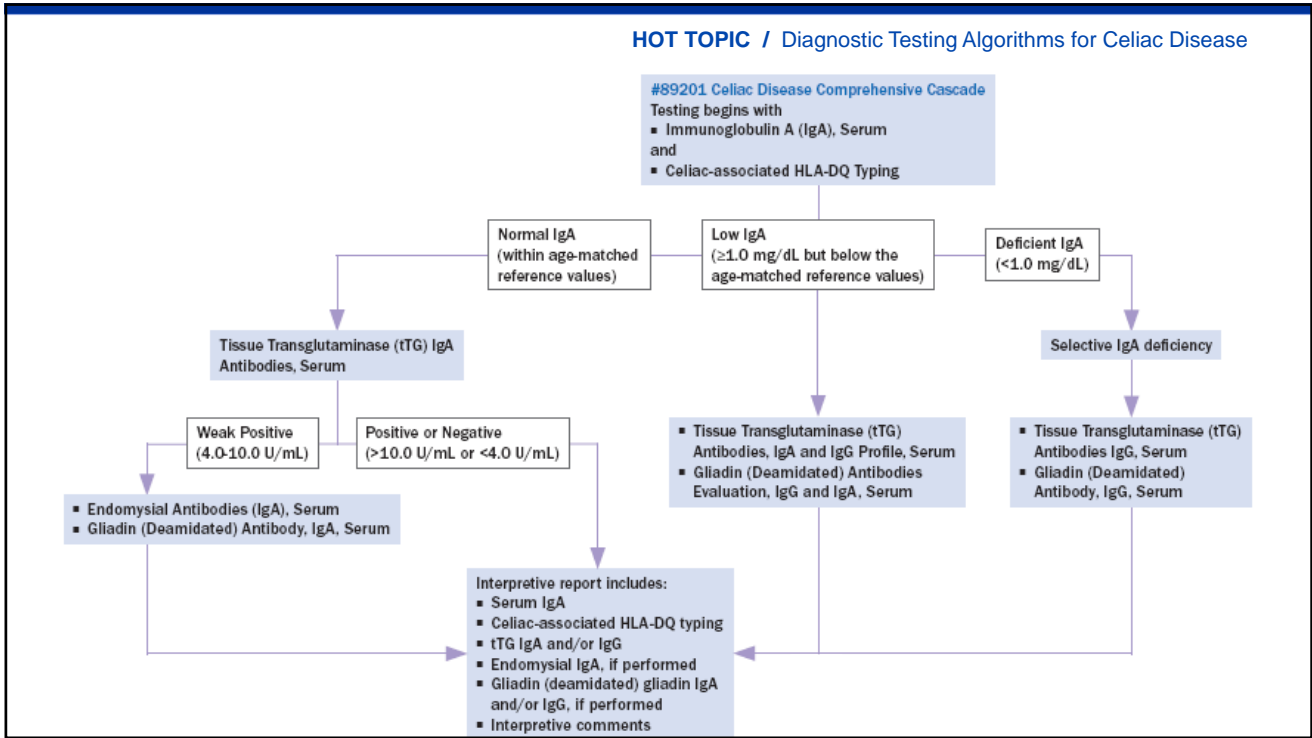 HOT TOPIC / Diagnostic Testing Algorithms for Celiac Disease
#89201 Celiac Disease Comprehensive Cascade
Testing begins with
▪ Immunoglobulin A (IgA), Serum
and
▪ Celiac-associated HLA-DQ Typing
Normal IgA
(within age-matched
reference values)
Low IgA
(≥1.0 mg/dL but below the
age-matched reference values)
Deficient IgA
(<1.0 mg/dL)
Tissue Transglutaminase (tTG) IgA
Antibodies, Serum
Selective IgA deficiency
Weak Positive
(4.0-10.0 U/mL)
Positive or Negative
(>10.0 U/mL or <4.0 U/mL)
▪ Tissue Transglutaminase (tTG)
Antibodies, IgA and IgG Profile, Serum
▪ Gliadin (Deamidated) Antibodies
Evaluation, IgG and IgA, Serum
▪ Tissue Transglutaminase (tTG)
Antibodies IgG, Serum
▪ Gliadin (Deamidated)
Antibody, IgG, Serum
▪ Endomysial Antibodies (IgA), Serum
▪ Gliadin (Deamidated) Antibody, IgA, Serum
Interpretive report includes:
▪ Serum IgA
▪ Celiac-associated HLA-DQ typing
▪ tTG IgA and/or IgG
▪ Endomysial IgA, if performed
▪ Gliadin (deamidated) gliadin IgA
and/or IgG, if performed
▪ Interpretive comments